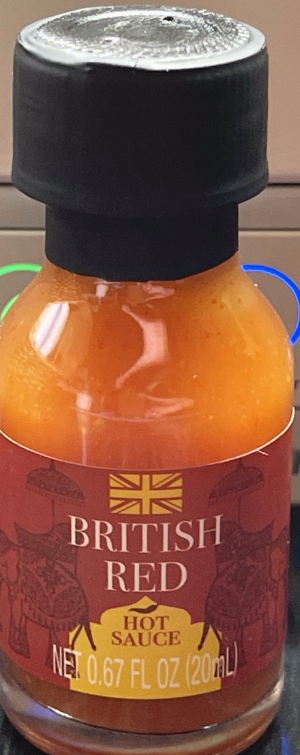 BRITISH
RED
HOT
SAUCE
NET 0.67 FL OZ (20mL)